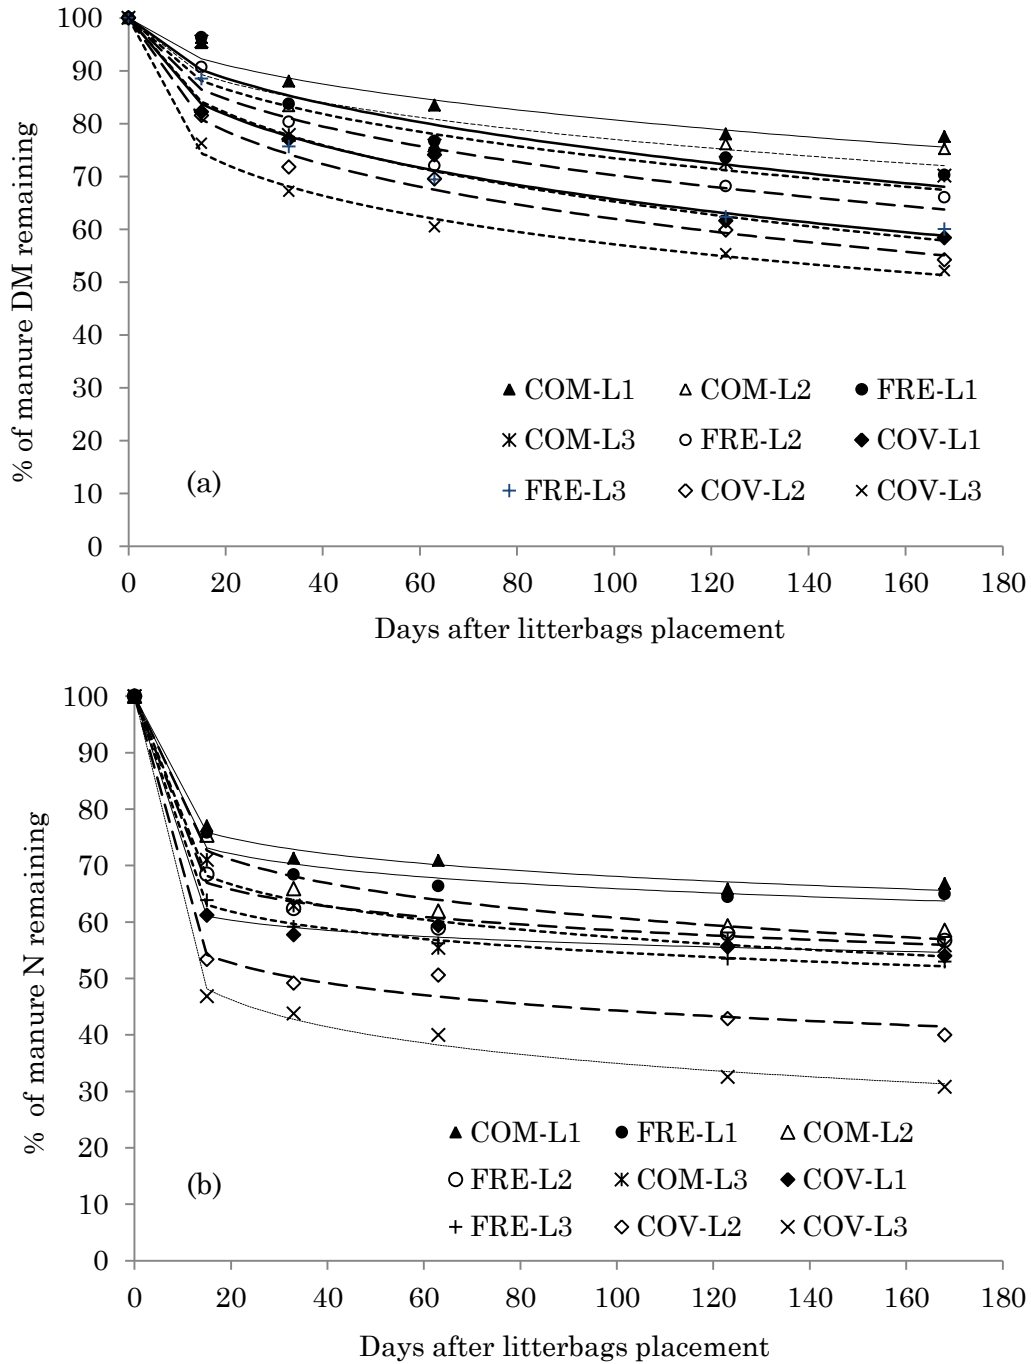 100
90
80
70
60
50
40
30
20
10
0
% of manure DM remaining
COM-L1 COM-L2 FRE-L1
COM-L3 FRE-L2 COV-L1
FRE-L3 COV-L2 COV-L3
(a)
0 20 40 60 80 100 120 140 160 180
Days after litterbags placement
100
90
80
70
60
50
40
30
20
10
0
% of manure N remaining
COM-L1 FRE-L1 COM-L2
FRE-L2 COM-L3 COV-L1
FRE-L3 COV-L2 COV-L3
(b)
0 20 40 60 80 100 120 140 160 180
Days after litterbags placement